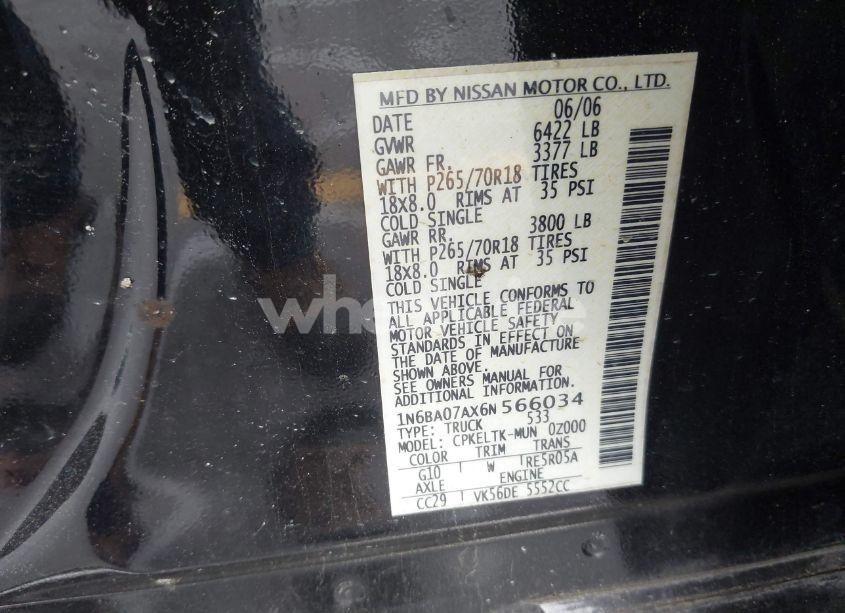 MFD BY NISSAN MOTOR CO., LTD.
DATE 06/06
GVWR 6422 LB
GAWR FR. 3377 LB
WITH P265/70R18 TIRES
18X8.0 RIMS AT 35 PSI
COLD SINGLE
GAWR RR. 3800 LB
WITH P265/70R18 TIRES
18X8.0 RIMS AT 35 PSI
COLD SINGLE
THIS VEHICLE CONFORMS TO
ALL APPLICABLE FEDERAL
MOTOR VEHICLE SAFETY
STANDARDS IN EFFECT ON
THE DATE OF MANUFACTURE
SHOWN ABOVE.
SEE OWNERS MANUAL FOR
ADDITIONAL INFORMATION.
1N6BA07AX6N566034
TYPE: TRUCK 533
MODEL: CPKELTK-MUN 0Z000
COLOR TRIM TRANS
G10 W RE5R05A
AXLE ENGINE
CC29 VK56DE 5552CC